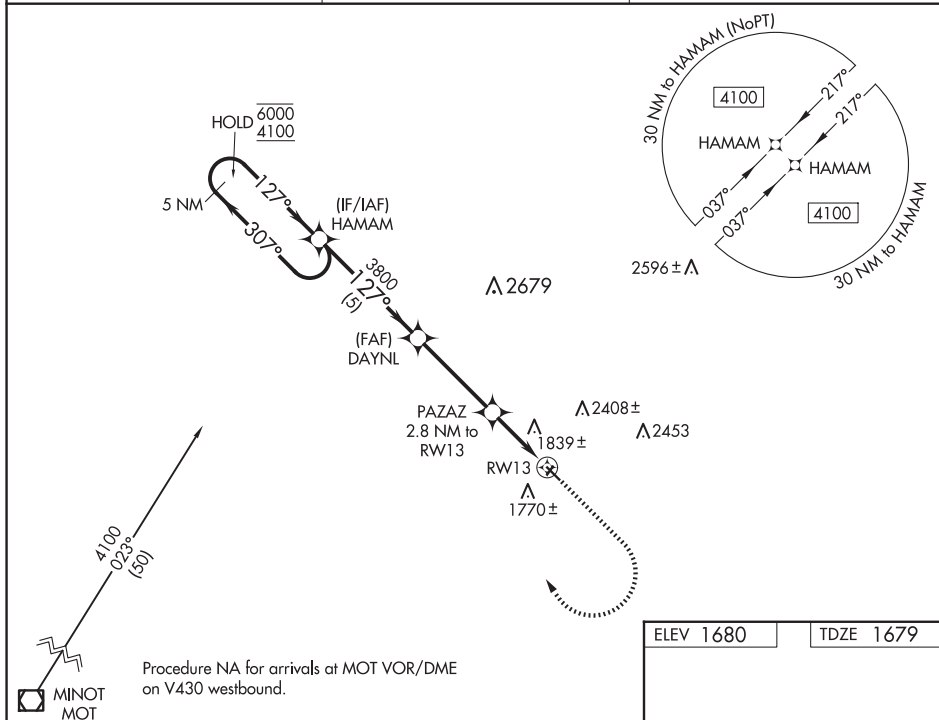 30 NM to HAMAM (NoPT)
4100
217°
217°
HAMAM
HAMAM
037°
037°
4100
30 NM to HAMAM
HOLD 6000
4100
5 NM
127°
307°
(IF/IAF)
HAMAM
3800
127°
(5)
2679
2596±
(FAF)
DAYNL
PAZAZ
2.8 NM to
RW13
2408±
2453
1839±
RW13
1770±
4100
023°
(50)
MINOT
MOT
Procedure NA for arrivals at MOT VOR/DME
on V430 westbound.
ELEV 1680
TDZE 1679